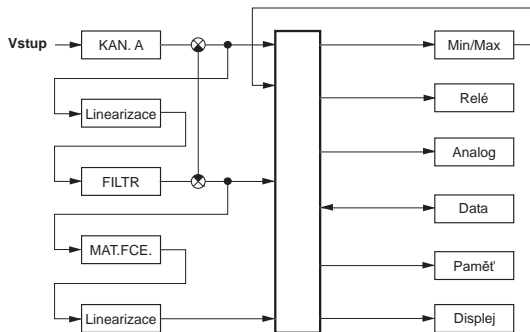 Vstup
KAN. A
Min/Max
Linearizace
Relé
Analog
FILTR
Data
MAT.FCE.
Paměť
Linearizace
Displej